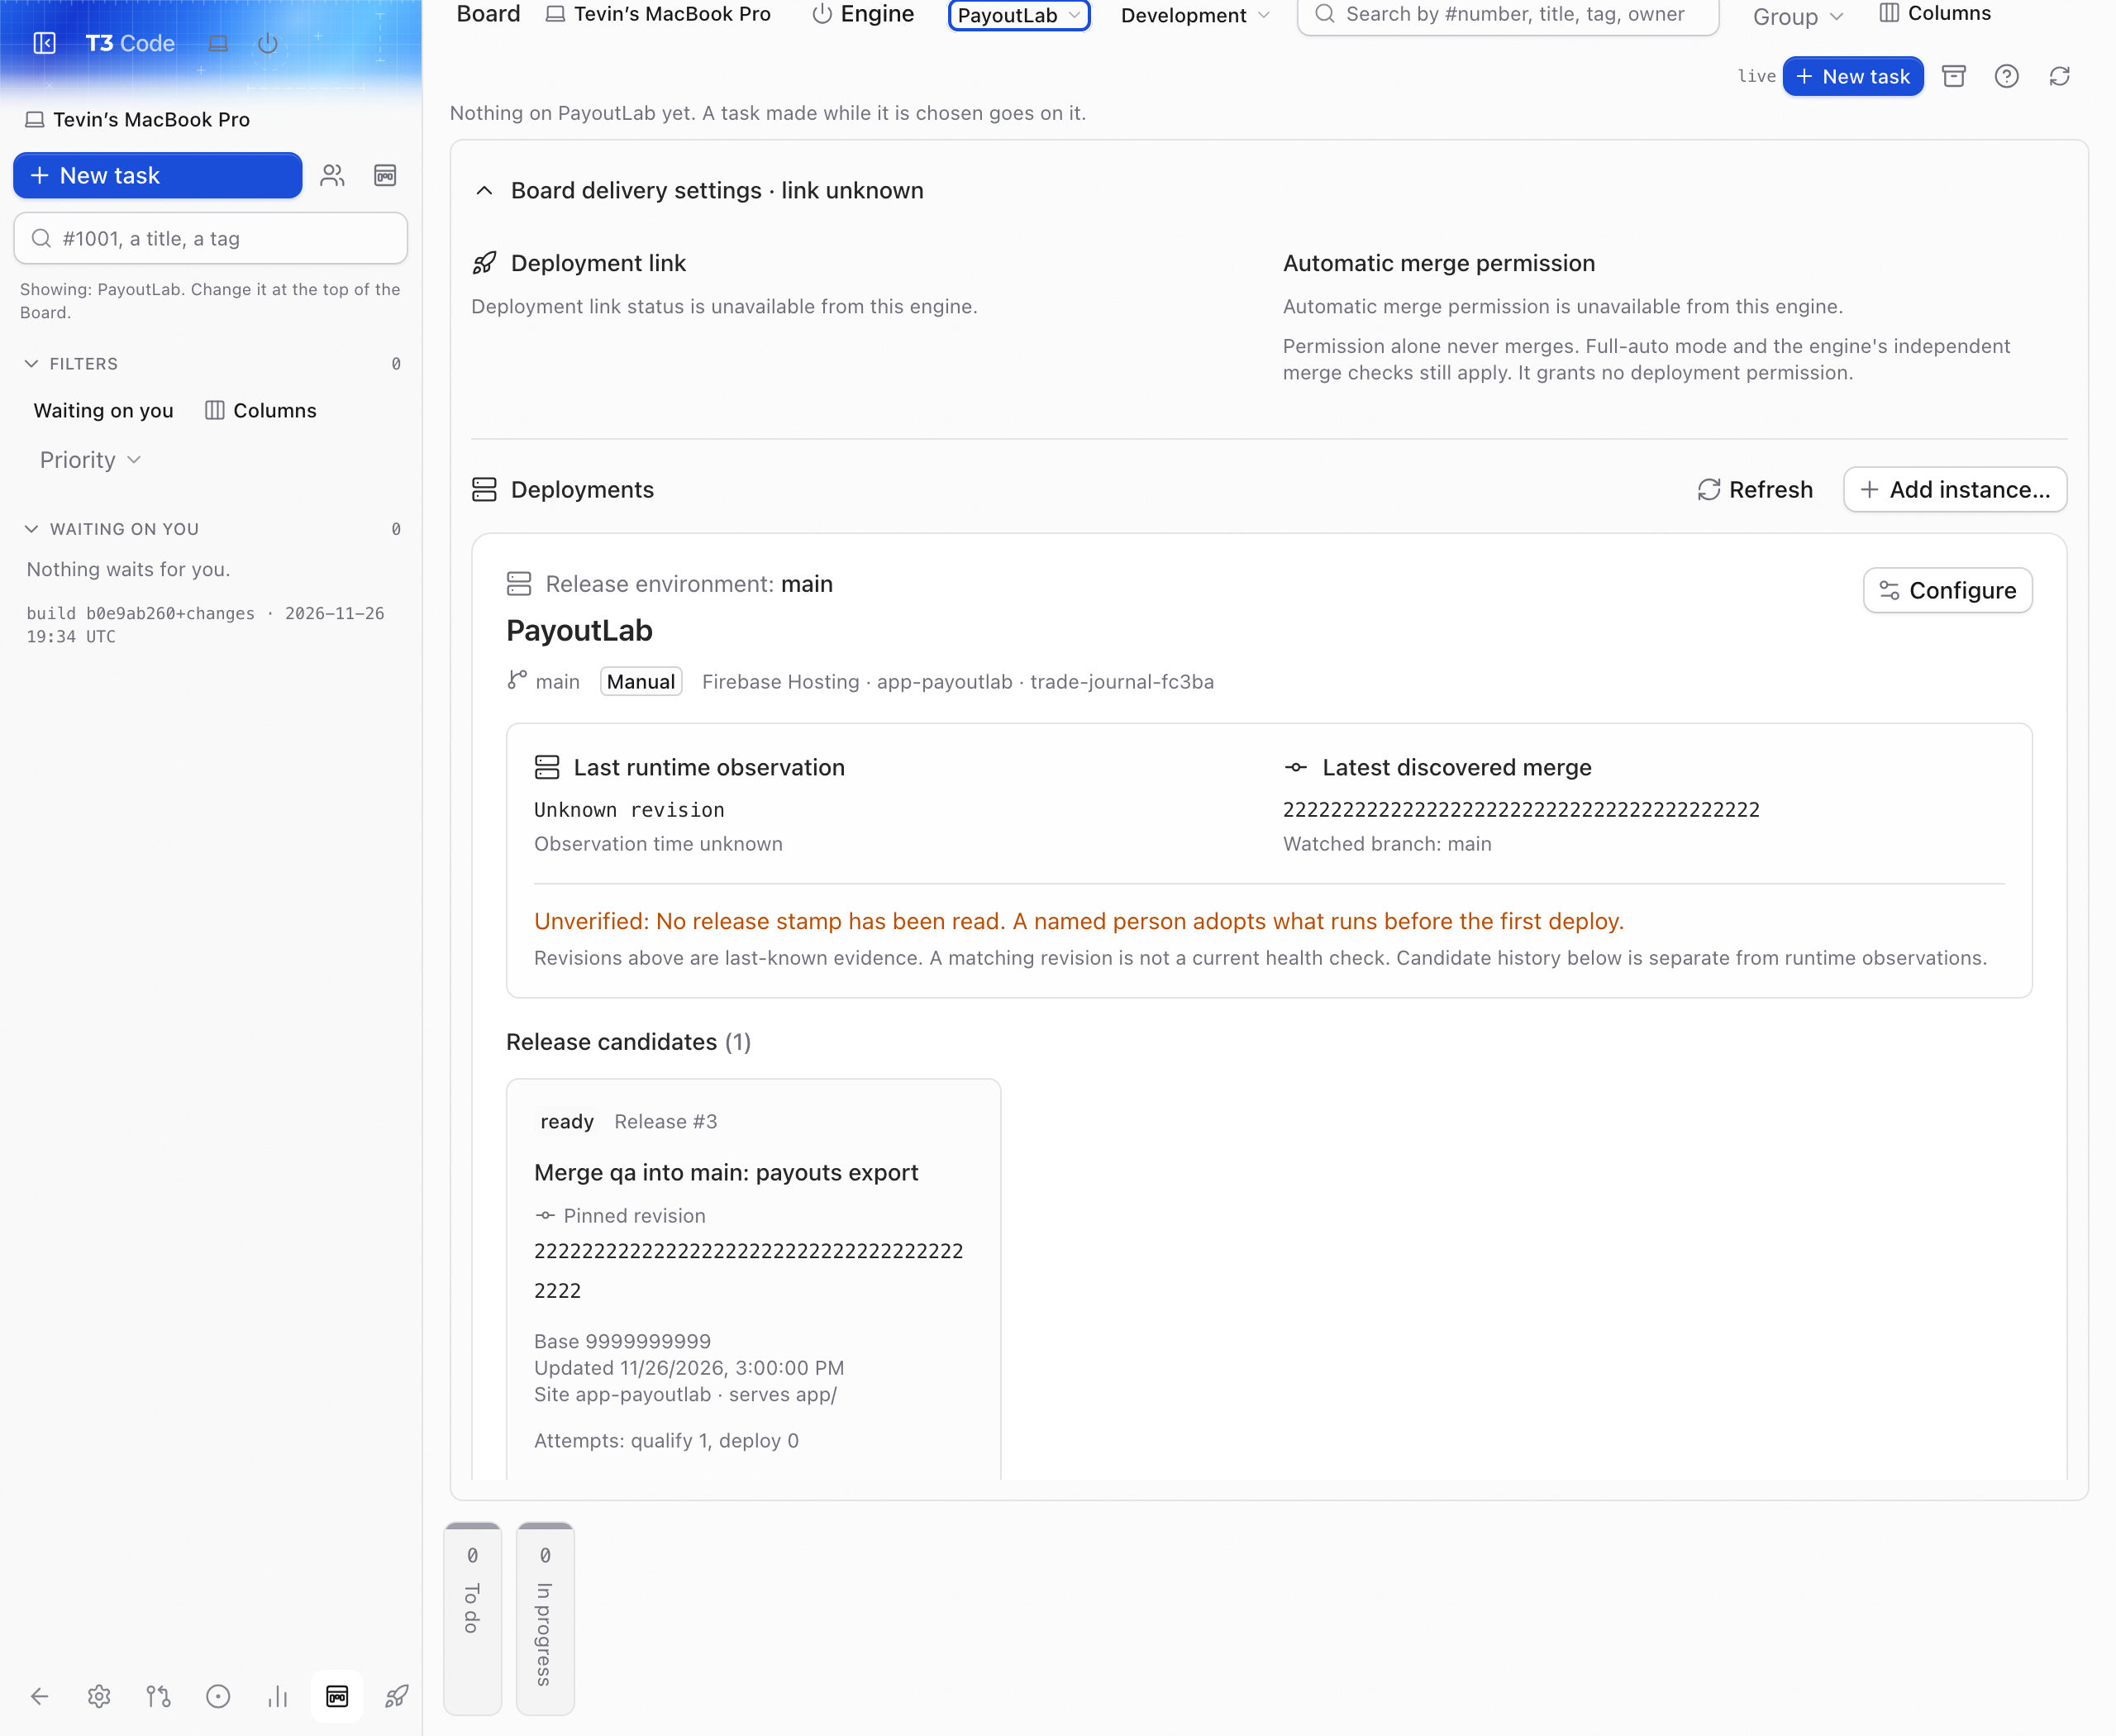 T3 Code
Tevin’s MacBook Pro
+ New task
#1001, a title, a tag
Showing: PayoutLab. Change it at the top of the
Board.
FILTERS 0
Waiting on you Columns
Priority
WAITING ON YOU 0
Nothing waits for you.
build b0e9ab260+changes · 2026-11-26
19:34 UTC
Board Tevin’s MacBook Pro Engine PayoutLab Development Search by #number, title, tag, owner Group Columns
live + New task
Nothing on PayoutLab yet. A task made while it is chosen goes on it.
Board delivery settings · link unknown
Deployment link
Deployment link status is unavailable from this engine.
Automatic merge permission
Automatic merge permission is unavailable from this engine.
Permission alone never merges. Full-auto mode and the engine's independent
merge checks still apply. It grants no deployment permission.
Deployments Refresh + Add instance...
Release environment: main Configure
PayoutLab
main Manual Firebase Hosting · app-payoutlab · trade-journal-fc3ba
Last runtime observation
Unknown revision
Observation time unknown
Latest discovered merge
2222222222222222222222222222222222222222
Watched branch: main
Unverified: No release stamp has been read. A named person adopts what runs before the first deploy.
Revisions above are last-known evidence. A matching revision is not a current health check. Candidate history below is separate from runtime observations.
Release candidates (1)
ready Release #3
Merge qa into main: payouts export
Pinned revision
222222222222222222222222222222222222
2222
Base 9999999999
Updated 11/26/2026, 3:00:00 PM
Site app-payoutlab · serves app/
Attempts: qualify 1, deploy 0
0 To do
0 In progress